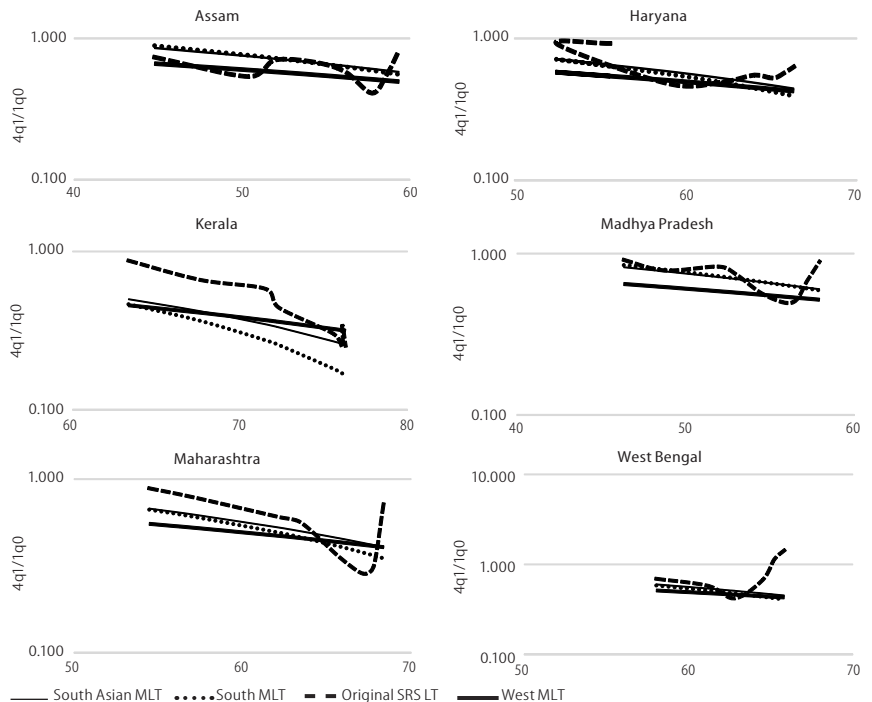 Assam
1.000
4q1/1q0
0.100
40 50 60
Haryana
1.000
4q1/1q0
0.100
50 60 70
Kerala
1.000
4q1/1q0
0.100
60 70 80
Madhya Pradesh
1.000
4q1/1q0
0.100
40 50 60
Maharashtra
1.000
4q1/1q0
0.100
50 60 70
West Bengal
10.000
1.000
4q1/1q0
0.100
50 60 70
South Asian MLT South MLT Original SRS LT West MLT